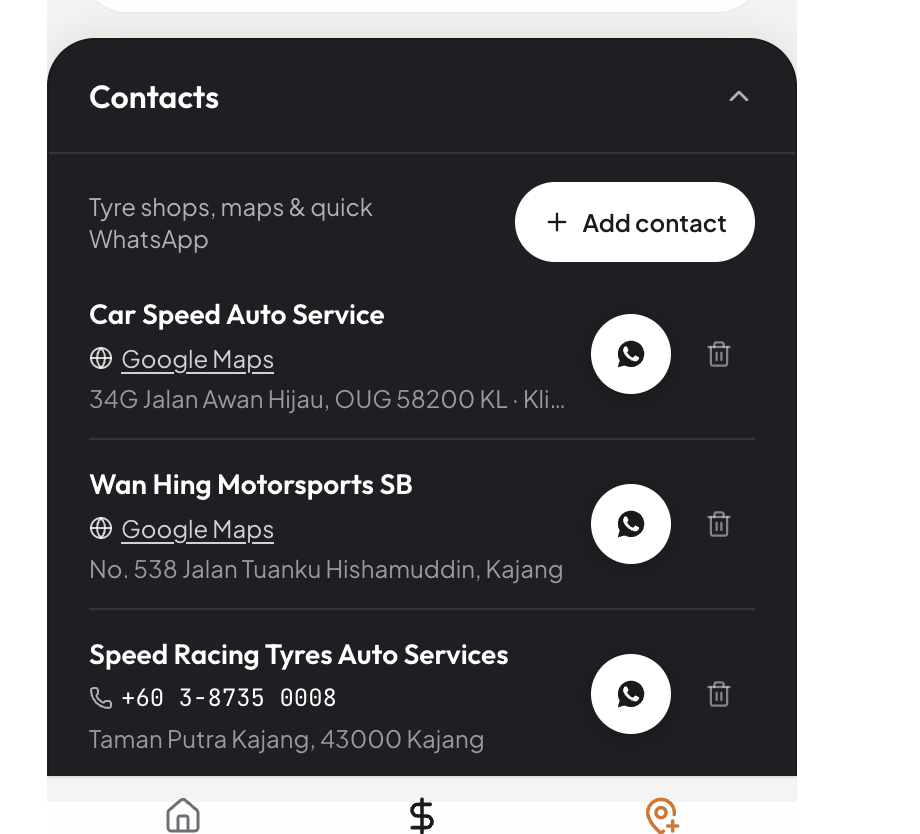 Contacts
Tyre shops, maps & quick
WhatsApp
Add contact
Car Speed Auto Service
Google Maps
34G Jalan Awan Hijau, OUG 58200 KL · Kli...
Wan Hing Motorsports SB
Google Maps
No. 538 Jalan Tuanku Hishamuddin, Kajang
Speed Racing Tyres Auto Services
+60 3-8735 0008
Taman Putra Kajang, 43000 Kajang